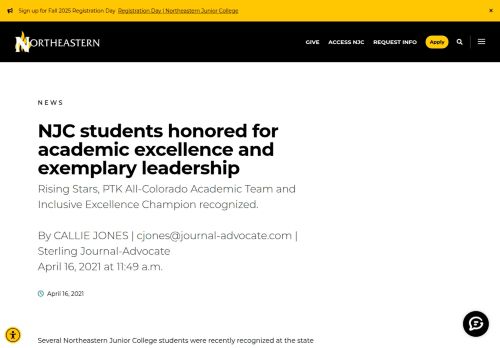 Sign up for Fall 2025 Registration Day Registration Day | Northeastern Junior College ×
NORTHEASTERN
GIVE ACCESS NJC REQUEST INFO Apply
NEWS
NJC students honored for
academic excellence and
exemplary leadership
Rising Stars, PTK All-Colorado Academic Team and
Inclusive Excellence Champion recognized.
By CALLIE JONES | cjones@journal-advocate.com |
Sterling Journal-Advocate
April 16, 2021 at 11:49 a.m.
April 16, 2021
Several Northeastern Junior College students were recently recognized at the state